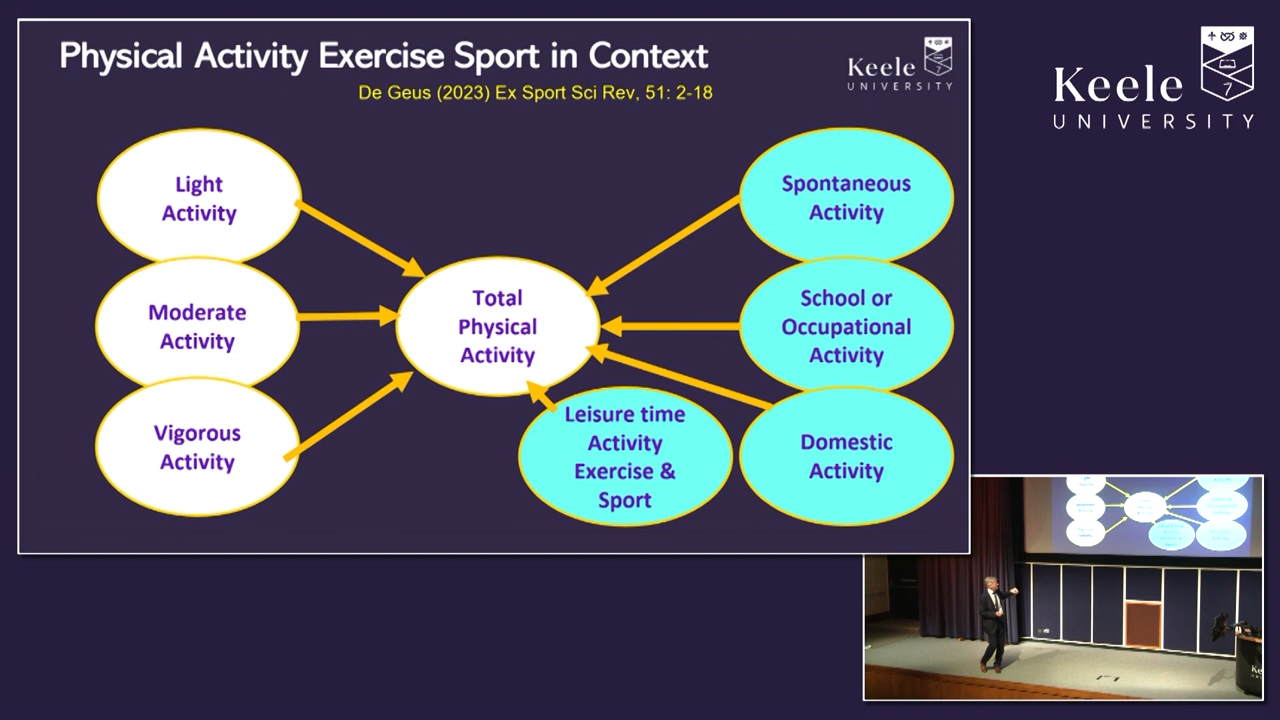 Physical Activity Exercise Sport in Context
De Geus (2023) Ex Sport Sci Rev, 51: 2-18
Keele
UNIVERSITY
Keele
UNIVERSITY
Light
Activity
Moderate
Activity
Vigorous
Activity
Total
Physical
Activity
Spontaneous
Activity
School or
Occupational
Activity
Leisure time
Activity
Exercise &
Sport
Domestic
Activity